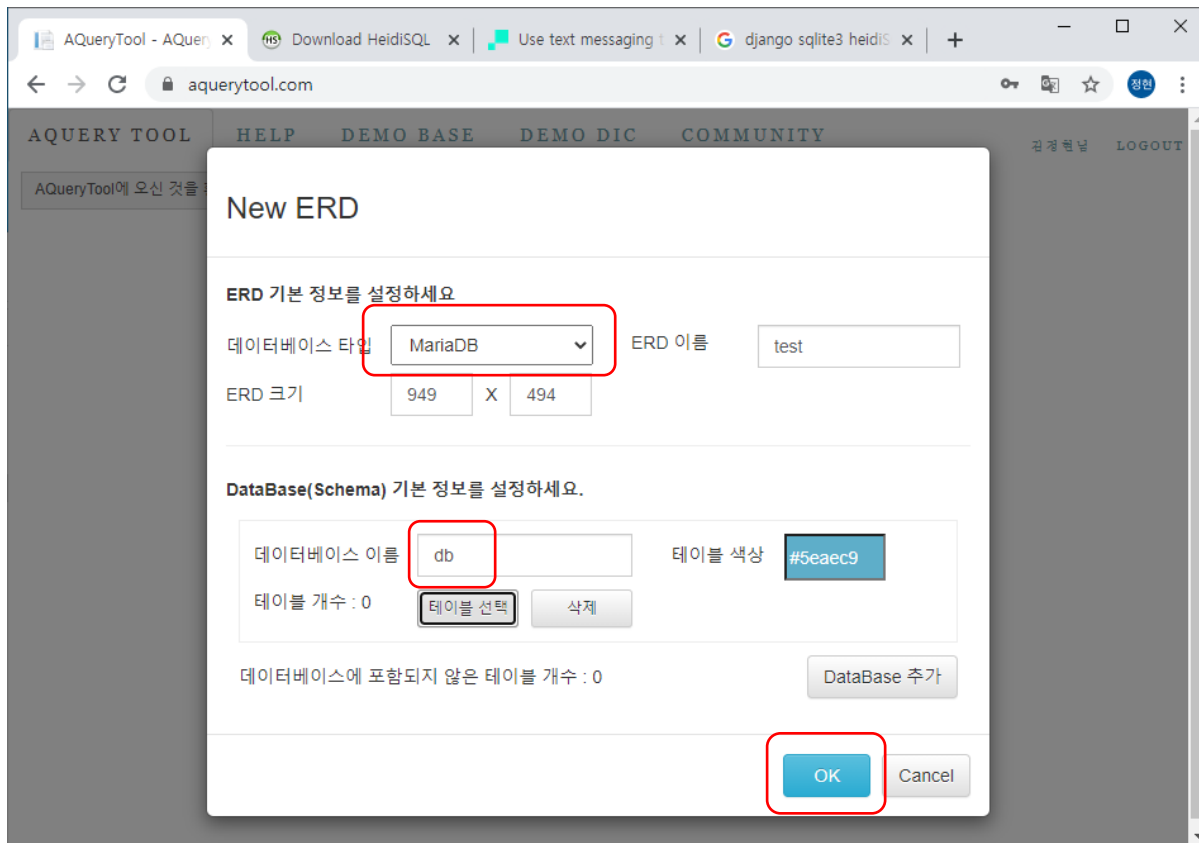 AQueryTool - AQuery
Download HeidiSQL
Use text messaging t
django sqlite3 heidiS
aquerytool.com
정현
AQUERY TOOL
HELP
DEMO BASE
DEMO DIC
COMMUNITY
LOGOUT
AQueryTool에 오신 것을
New ERD
ERD 기본 정보를 설정하세요
데이터베이스 타입 MariaDB ERD 이름 test
ERD 크기 949 X 494
DataBase(Schema) 기본 정보를 설정하세요.
데이터베이스 이름 db 테이블 색상 #5eaec9
테이블 개수 : 0 테이블 선택 삭제
데이터베이스에 포함되지 않은 테이블 개수 : 0 DataBase 추가
OK Cancel